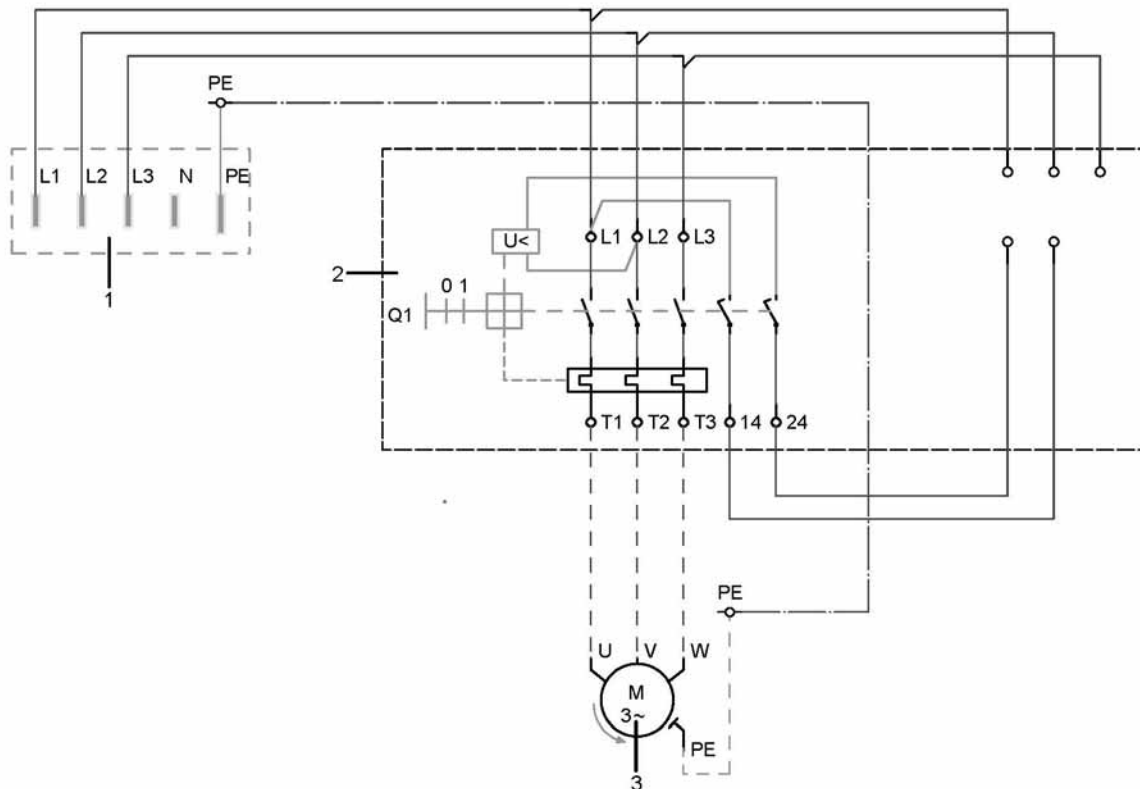 PE
L1 L2 L3 N PE
1
2
U<
L1 L2 L3
0 1
Q1
T1 T2 T3 14 24
PE
U V W
M
3~
PE
3